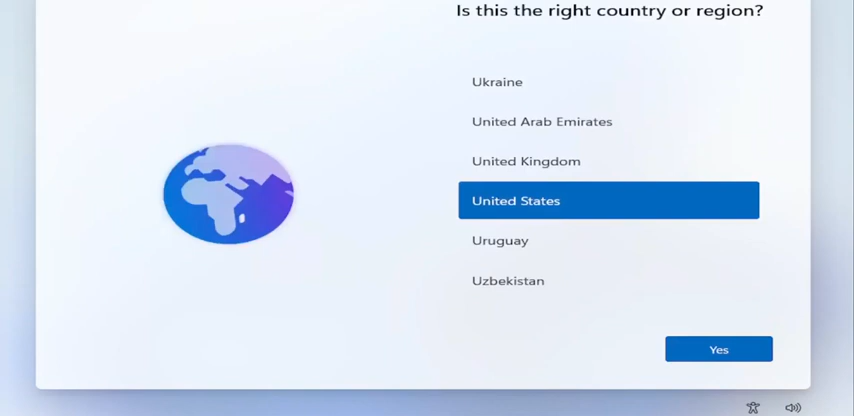 Is this the right country or region?
Ukraine
United Arab Emirates
United Kingdom
United States
Uruguay
Uzbekistan
Yes